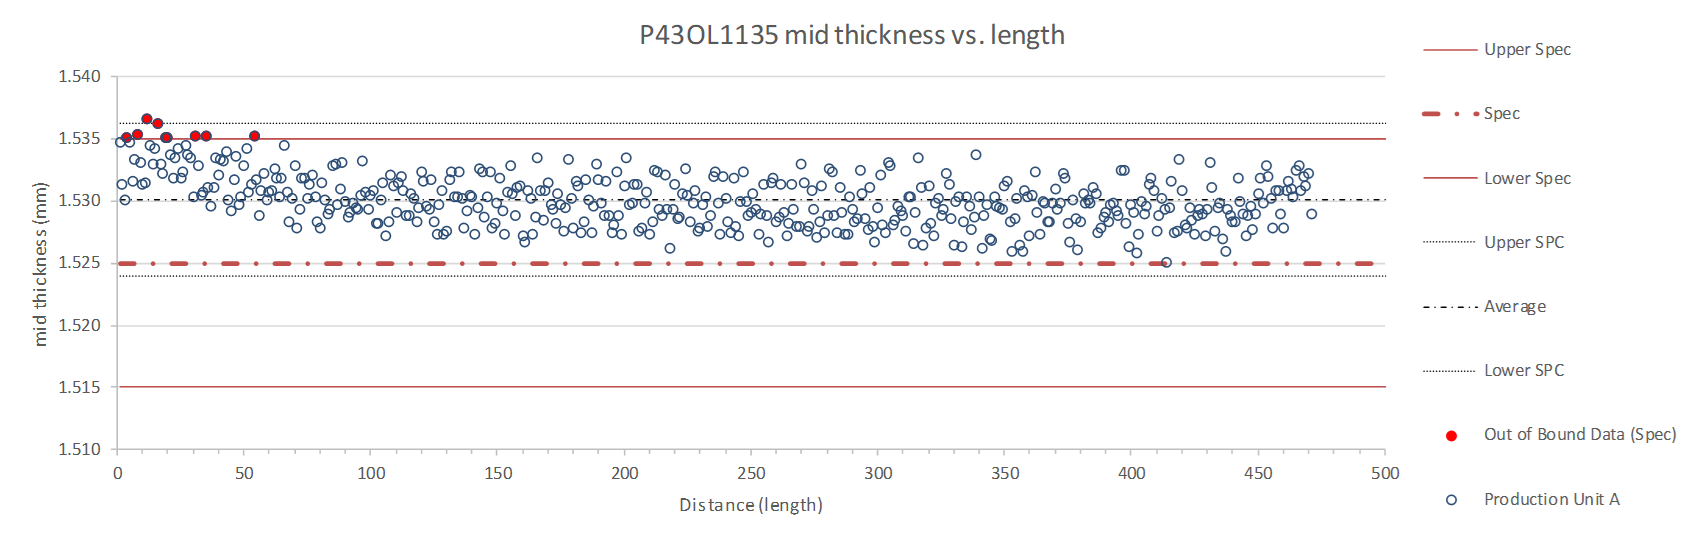 P43OL1135 mid thickness vs. length
1.540
1.535
1.530
1.525
1.520
1.515
1.510
mid thickness (mm)
0 50 100 150 200 250 300 350 400 450 500
Distance (length)
Upper Spec
Spec
Lower Spec
Upper SPC
Average
Lower SPC
Out of Bound Data (Spec)
Production Unit A